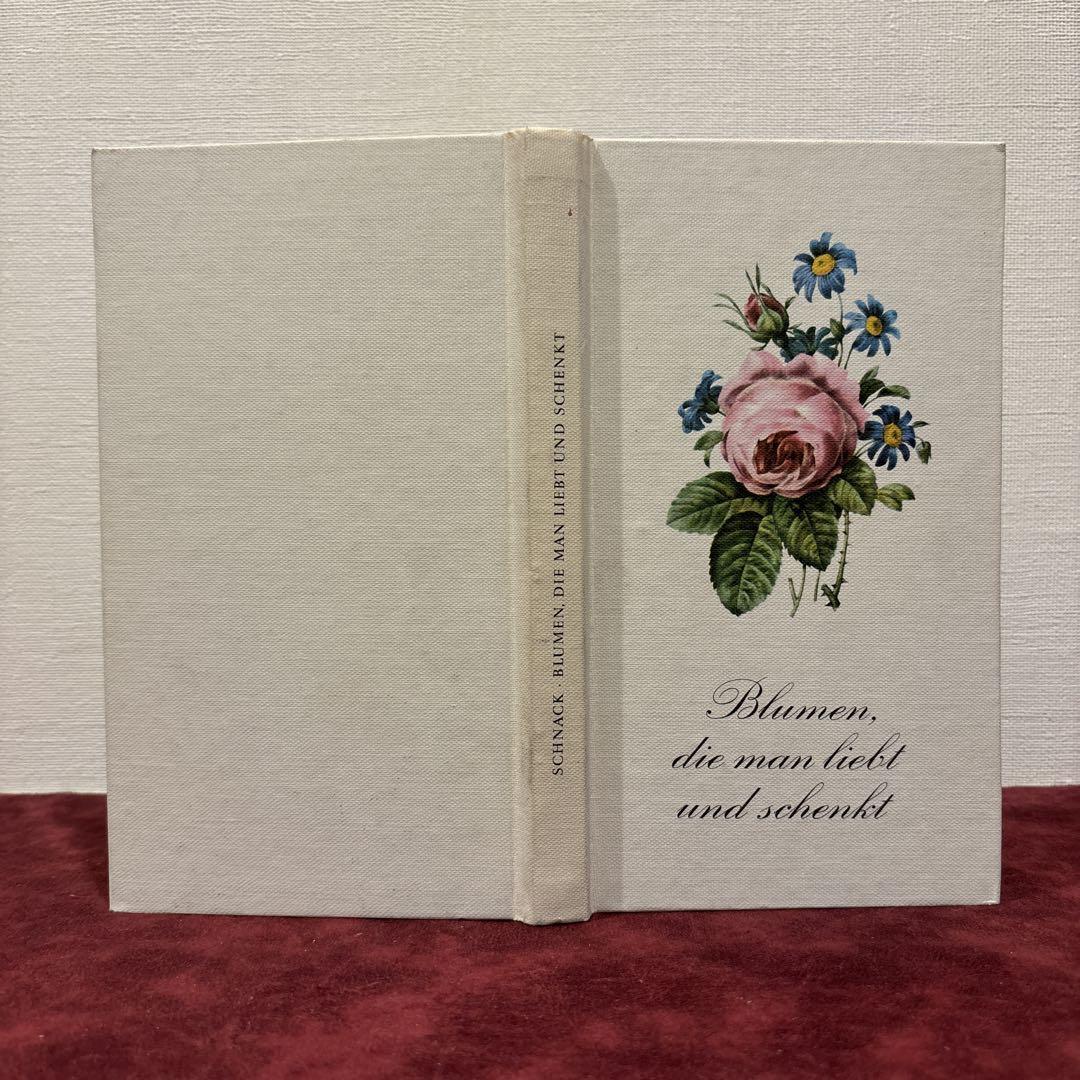 SCHNACK · BLUMEN, DIE MAN LIEBT UND SCHENKT
Blumen,
die man liebt
und schenkt